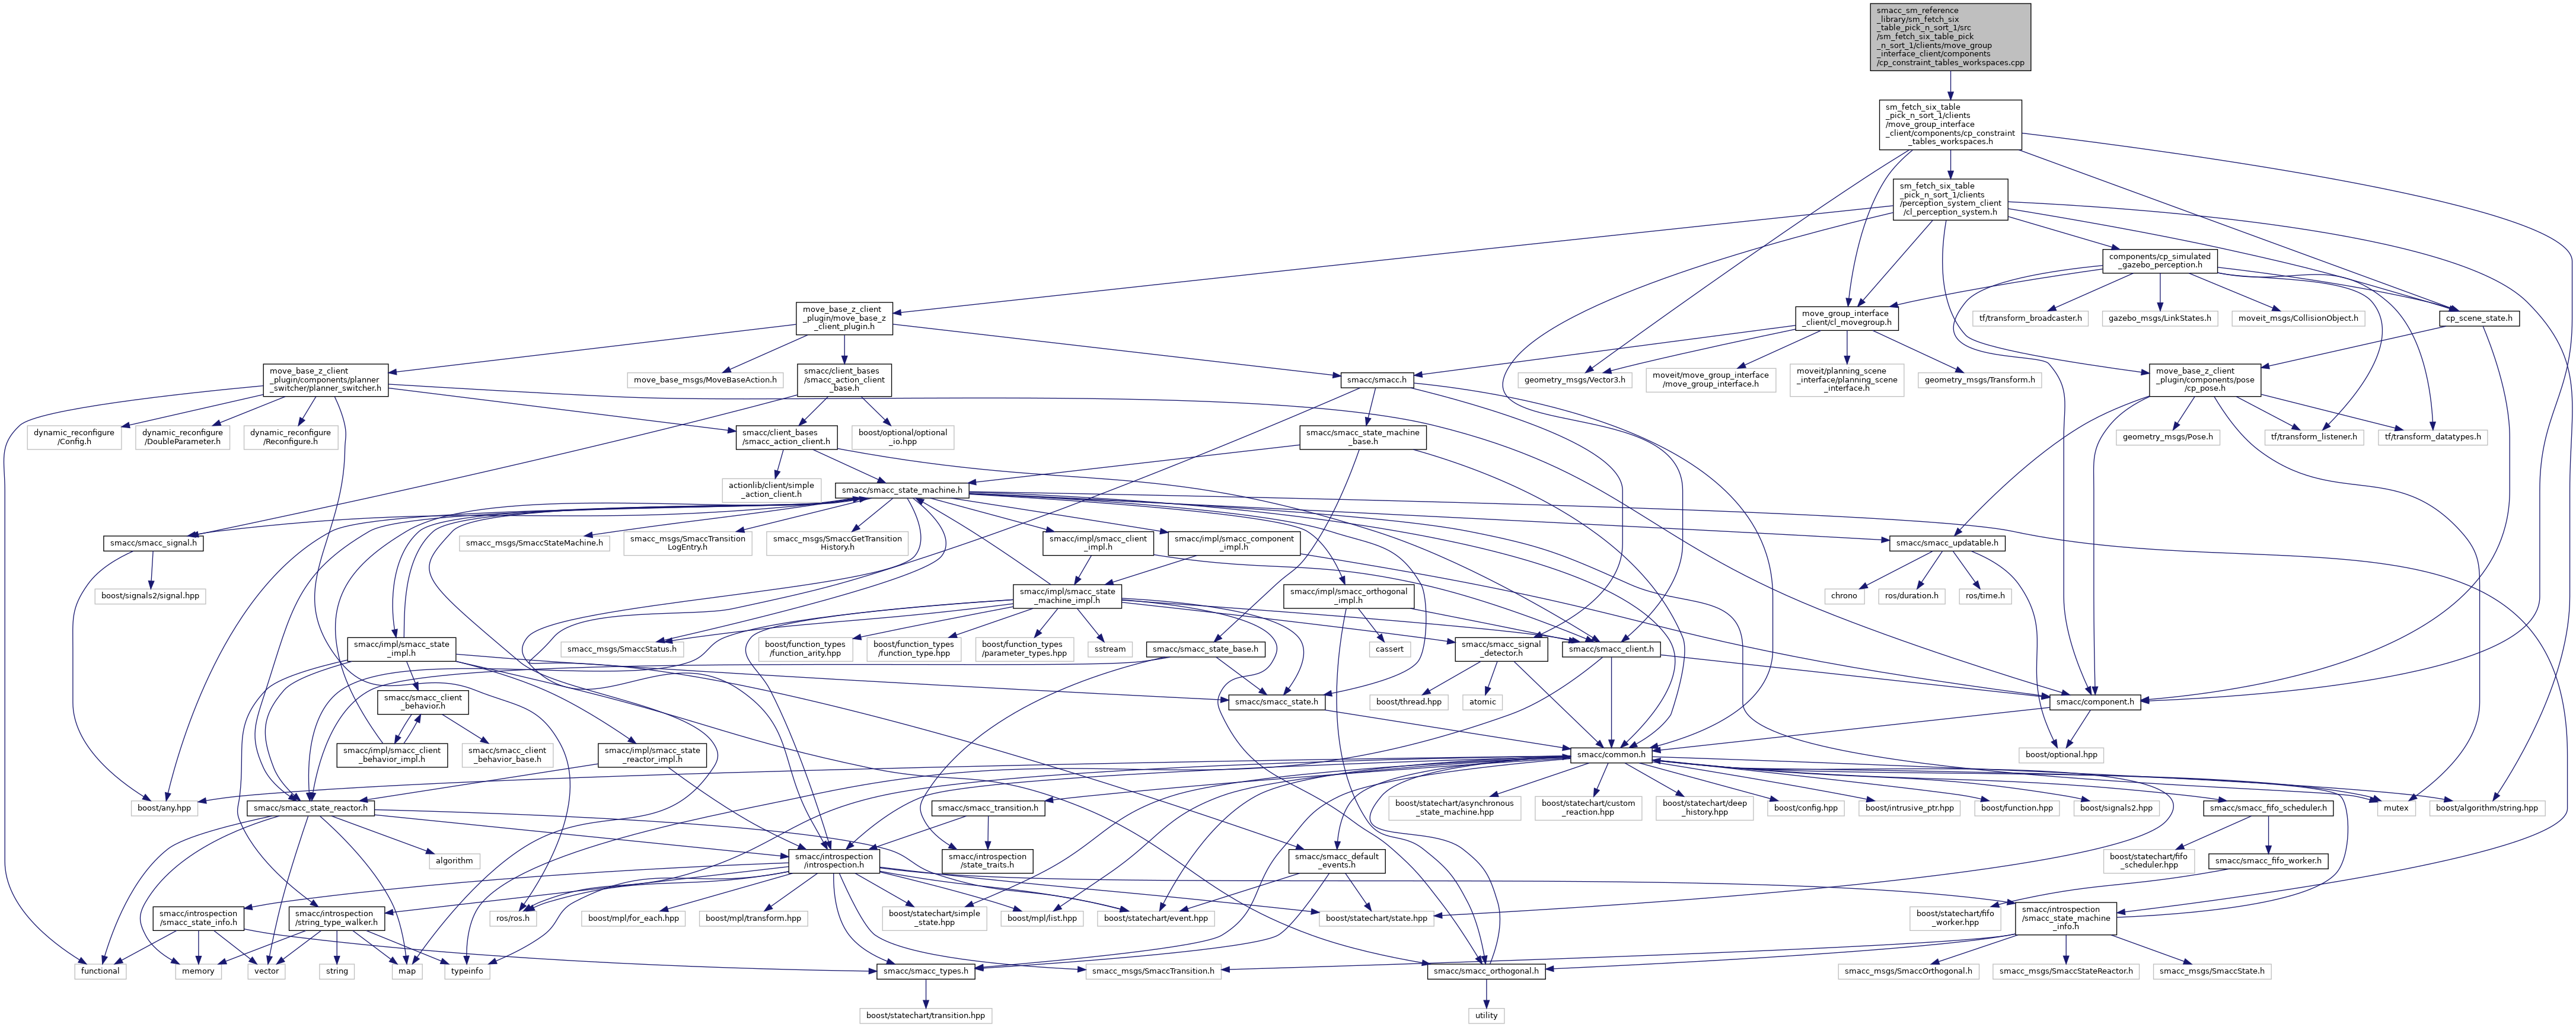 smacc_sm_reference
_library/sm_fetch_six
_table_pick_n_sort_1/src
/sm_fetch_six_table_pick
_n_sort_1/clients/move_group
_interface_client/components
/cp_constraint_tables_workspaces.cpp
sm_fetch_six_table
_pick_n_sort_1/clients
/move_group_interface
_client/components/cp_constraint
_tables_workspaces.h
sm_fetch_six_table
_pick_n_sort_1/clients
/perception_system_client
/cl_perception_system.h
components/cp_simulated
_gazebo_perception.h
move_base_z_client
_plugin/move_base_z
_client_plugin.h
move_group_interface
_client/cl_movegroup.h
tf/transform_broadcaster.h
gazebo_msgs/LinkStates.h
moveit_msgs/CollisionObject.h
cp_scene_state.h
move_base_z_client
_plugin/components/planner
_switcher/planner_switcher.h
move_base_msgs/MoveBaseAction.h
smacc/client_bases
/smacc_action_client
_base.h
smacc/smacc.h
geometry_msgs/Vector3.h
moveit/move_group_interface
/move_group_interface.h
moveit/planning_scene
_interface/planning_scene
_interface.h
geometry_msgs/Transform.h
move_base_z_client
_plugin/components/pose
/cp_pose.h
dynamic_reconfigure
/Config.h
dynamic_reconfigure
/DoubleParameter.h
dynamic_reconfigure
/Reconfigure.h
smacc/client_bases
/smacc_action_client.h
boost/optional/optional
_io.hpp
smacc/smacc_state_machine
_base.h
geometry_msgs/Pose.h
tf/transform_listener.h
tf/transform_datatypes.h
actionlib/client/simple
_action_client.h
smacc/smacc_state_machine.h
smacc/smacc_signal.h
smacc_msgs/SmaccStateMachine.h
smacc_msgs/SmaccTransition
LogEntry.h
smacc_msgs/SmaccGetTransition
History.h
smacc/impl/smacc_client
_impl.h
smacc/impl/smacc_component
_impl.h
smacc/smacc_updatable.h
boost/signals2/signal.hpp
smacc/impl/smacc_state
_machine_impl.h
smacc/impl/smacc_orthogonal
_impl.h
chrono
ros/duration.h
ros/time.h
smacc/impl/smacc_state
_impl.h
smacc_msgs/SmaccStatus.h
boost/function_types
/function_arity.hpp
boost/function_types
/function_type.hpp
boost/function_types
/parameter_types.hpp
sstream
smacc/smacc_state_base.h
cassert
smacc/smacc_signal
_detector.h
smacc/smacc_client.h
smacc/smacc_client
_behavior.h
smacc/smacc_state.h
boost/thread.hpp
atomic
smacc/component.h
smacc/impl/smacc_client
_behavior_impl.h
smacc/smacc_client
_behavior_base.h
smacc/impl/smacc_state
_reactor_impl.h
smacc/common.h
boost/optional.hpp
boost/any.hpp
smacc/smacc_state_reactor.h
smacc/smacc_transition.h
boost/statechart/asynchronous
_state_machine.hpp
boost/statechart/custom
_reaction.hpp
boost/statechart/deep
_history.hpp
boost/config.hpp
boost/intrusive_ptr.hpp
boost/function.hpp
boost/signals2.hpp
smacc/smacc_fifo_scheduler.h
mutex
boost/algorithm/string.hpp
algorithm
smacc/introspection
/introspection.h
smacc/introspection
/state_traits.h
smacc/smacc_default
_events.h
boost/statechart/fifo
_scheduler.hpp
smacc/smacc_fifo_worker.h
smacc/introspection
/smacc_state_info.h
smacc/introspection
/string_type_walker.h
ros/ros.h
boost/mpl/for_each.hpp
boost/mpl/transform.hpp
boost/statechart/simple
_state.hpp
boost/mpl/list.hpp
boost/statechart/event.hpp
boost/statechart/state.hpp
boost/statechart/fifo
_worker.hpp
smacc/introspection
/smacc_state_machine
_info.h
functional
memory
vector
string
map
typeinfo
smacc/smacc_types.h
smacc_msgs/SmaccTransition.h
smacc/smacc_orthogonal.h
smacc_msgs/SmaccOrthogonal.h
smacc_msgs/SmaccStateReactor.h
smacc_msgs/SmaccState.h
boost/statechart/transition.hpp
utility